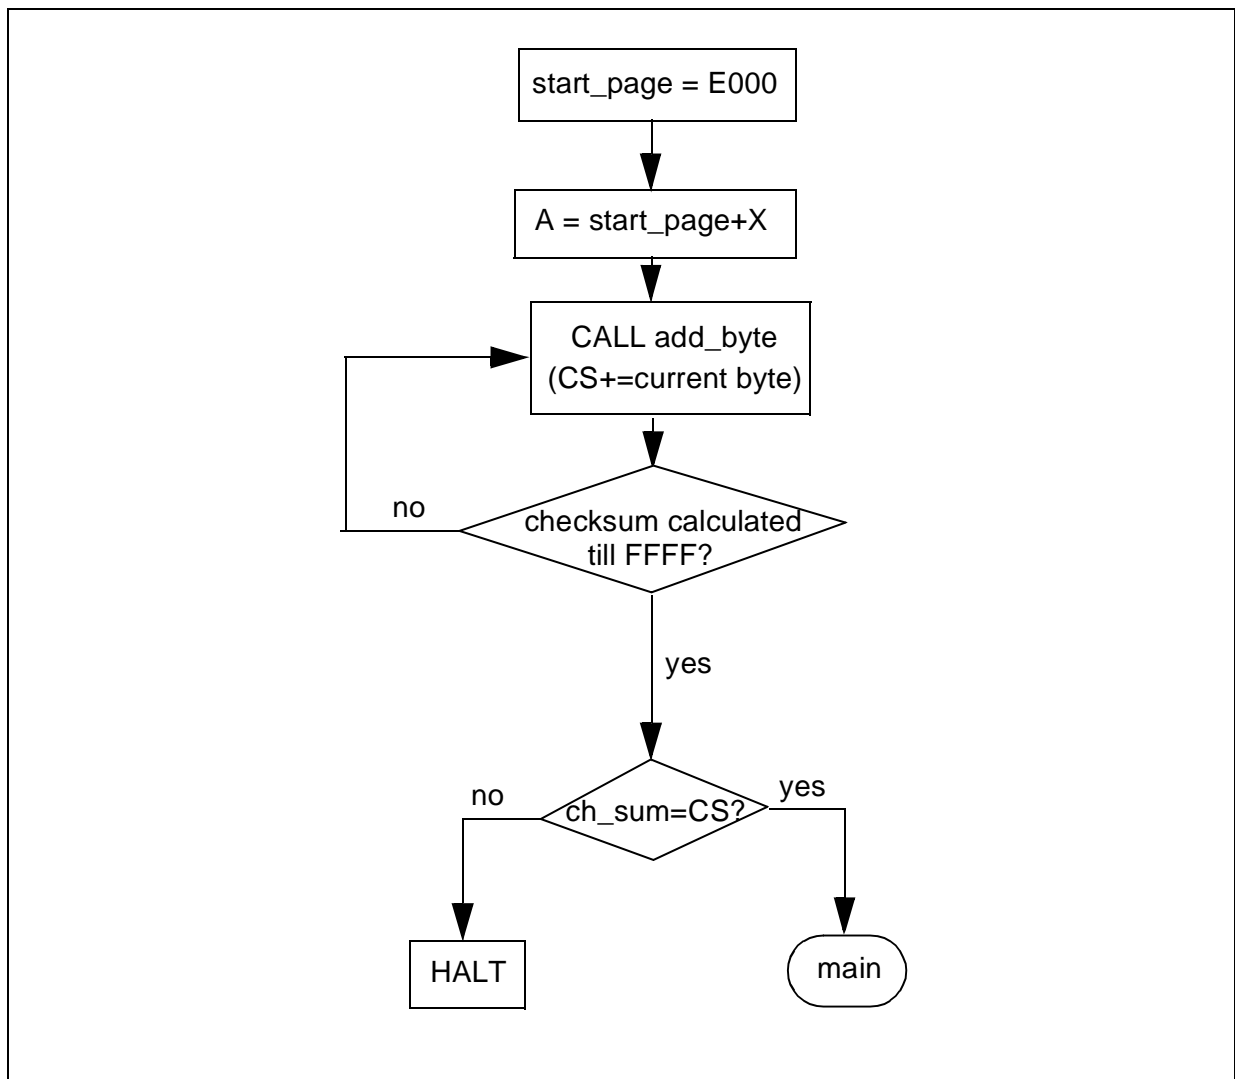 start_page = E000
A = start_page+X
CALL add_byte
(CS+=current byte)
no
checksum calculated
till FFFF?
yes
no
ch_sum=CS?
yes
HALT
main